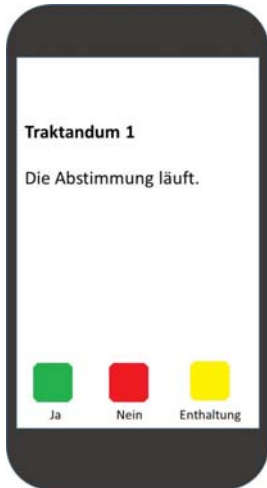 Traktandum 1
Die Abstimmung läuft.
Ja Nein Enthaltung